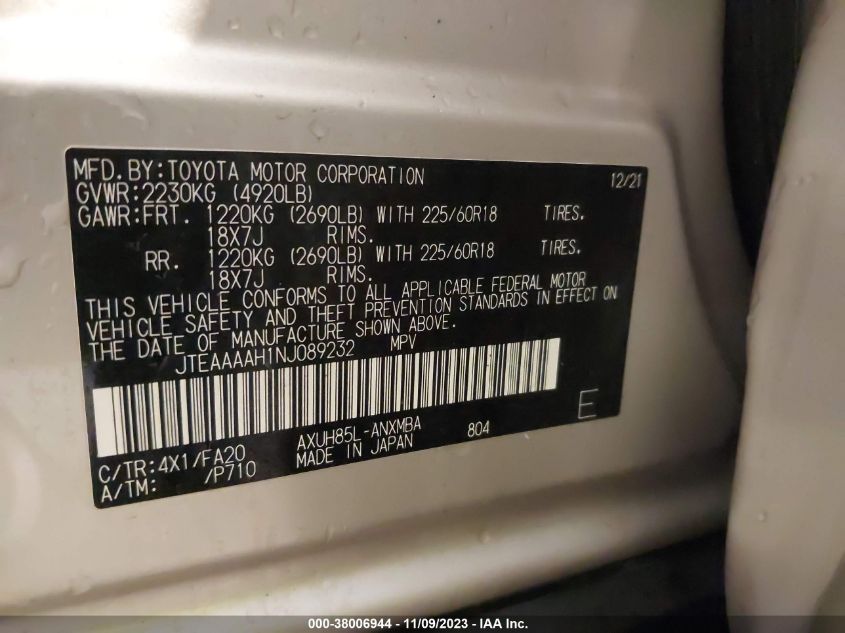 MFD.BY:TOYOTA MOTOR CORPORATION 12/21
GVWR:2230KG (4920LB)
GAWR:FRT. 1220KG (2690LB) WITH 225/60R18 TIRES.
18X7J RIMS.
RR. 1220KG (2690LB) WITH 225/60R18 TIRES.
18X7J RIMS.
THIS VEHICLE CONFORMS TO ALL APPLICABLE FEDERAL MOTOR
VEHICLE SAFETY AND THEFT PREVENTION STANDARDS IN EFFECT ON
THE DATE OF MANUFACTURE SHOWN ABOVE.
JTEAAAAH1NJ089232 MPV
E
C/TR:4X1/FA20 AXUH85L-ANXMBA 804
A/TM: /P710 MADE IN JAPAN
000-38006944 - 11/09/2023 - IAA Inc.